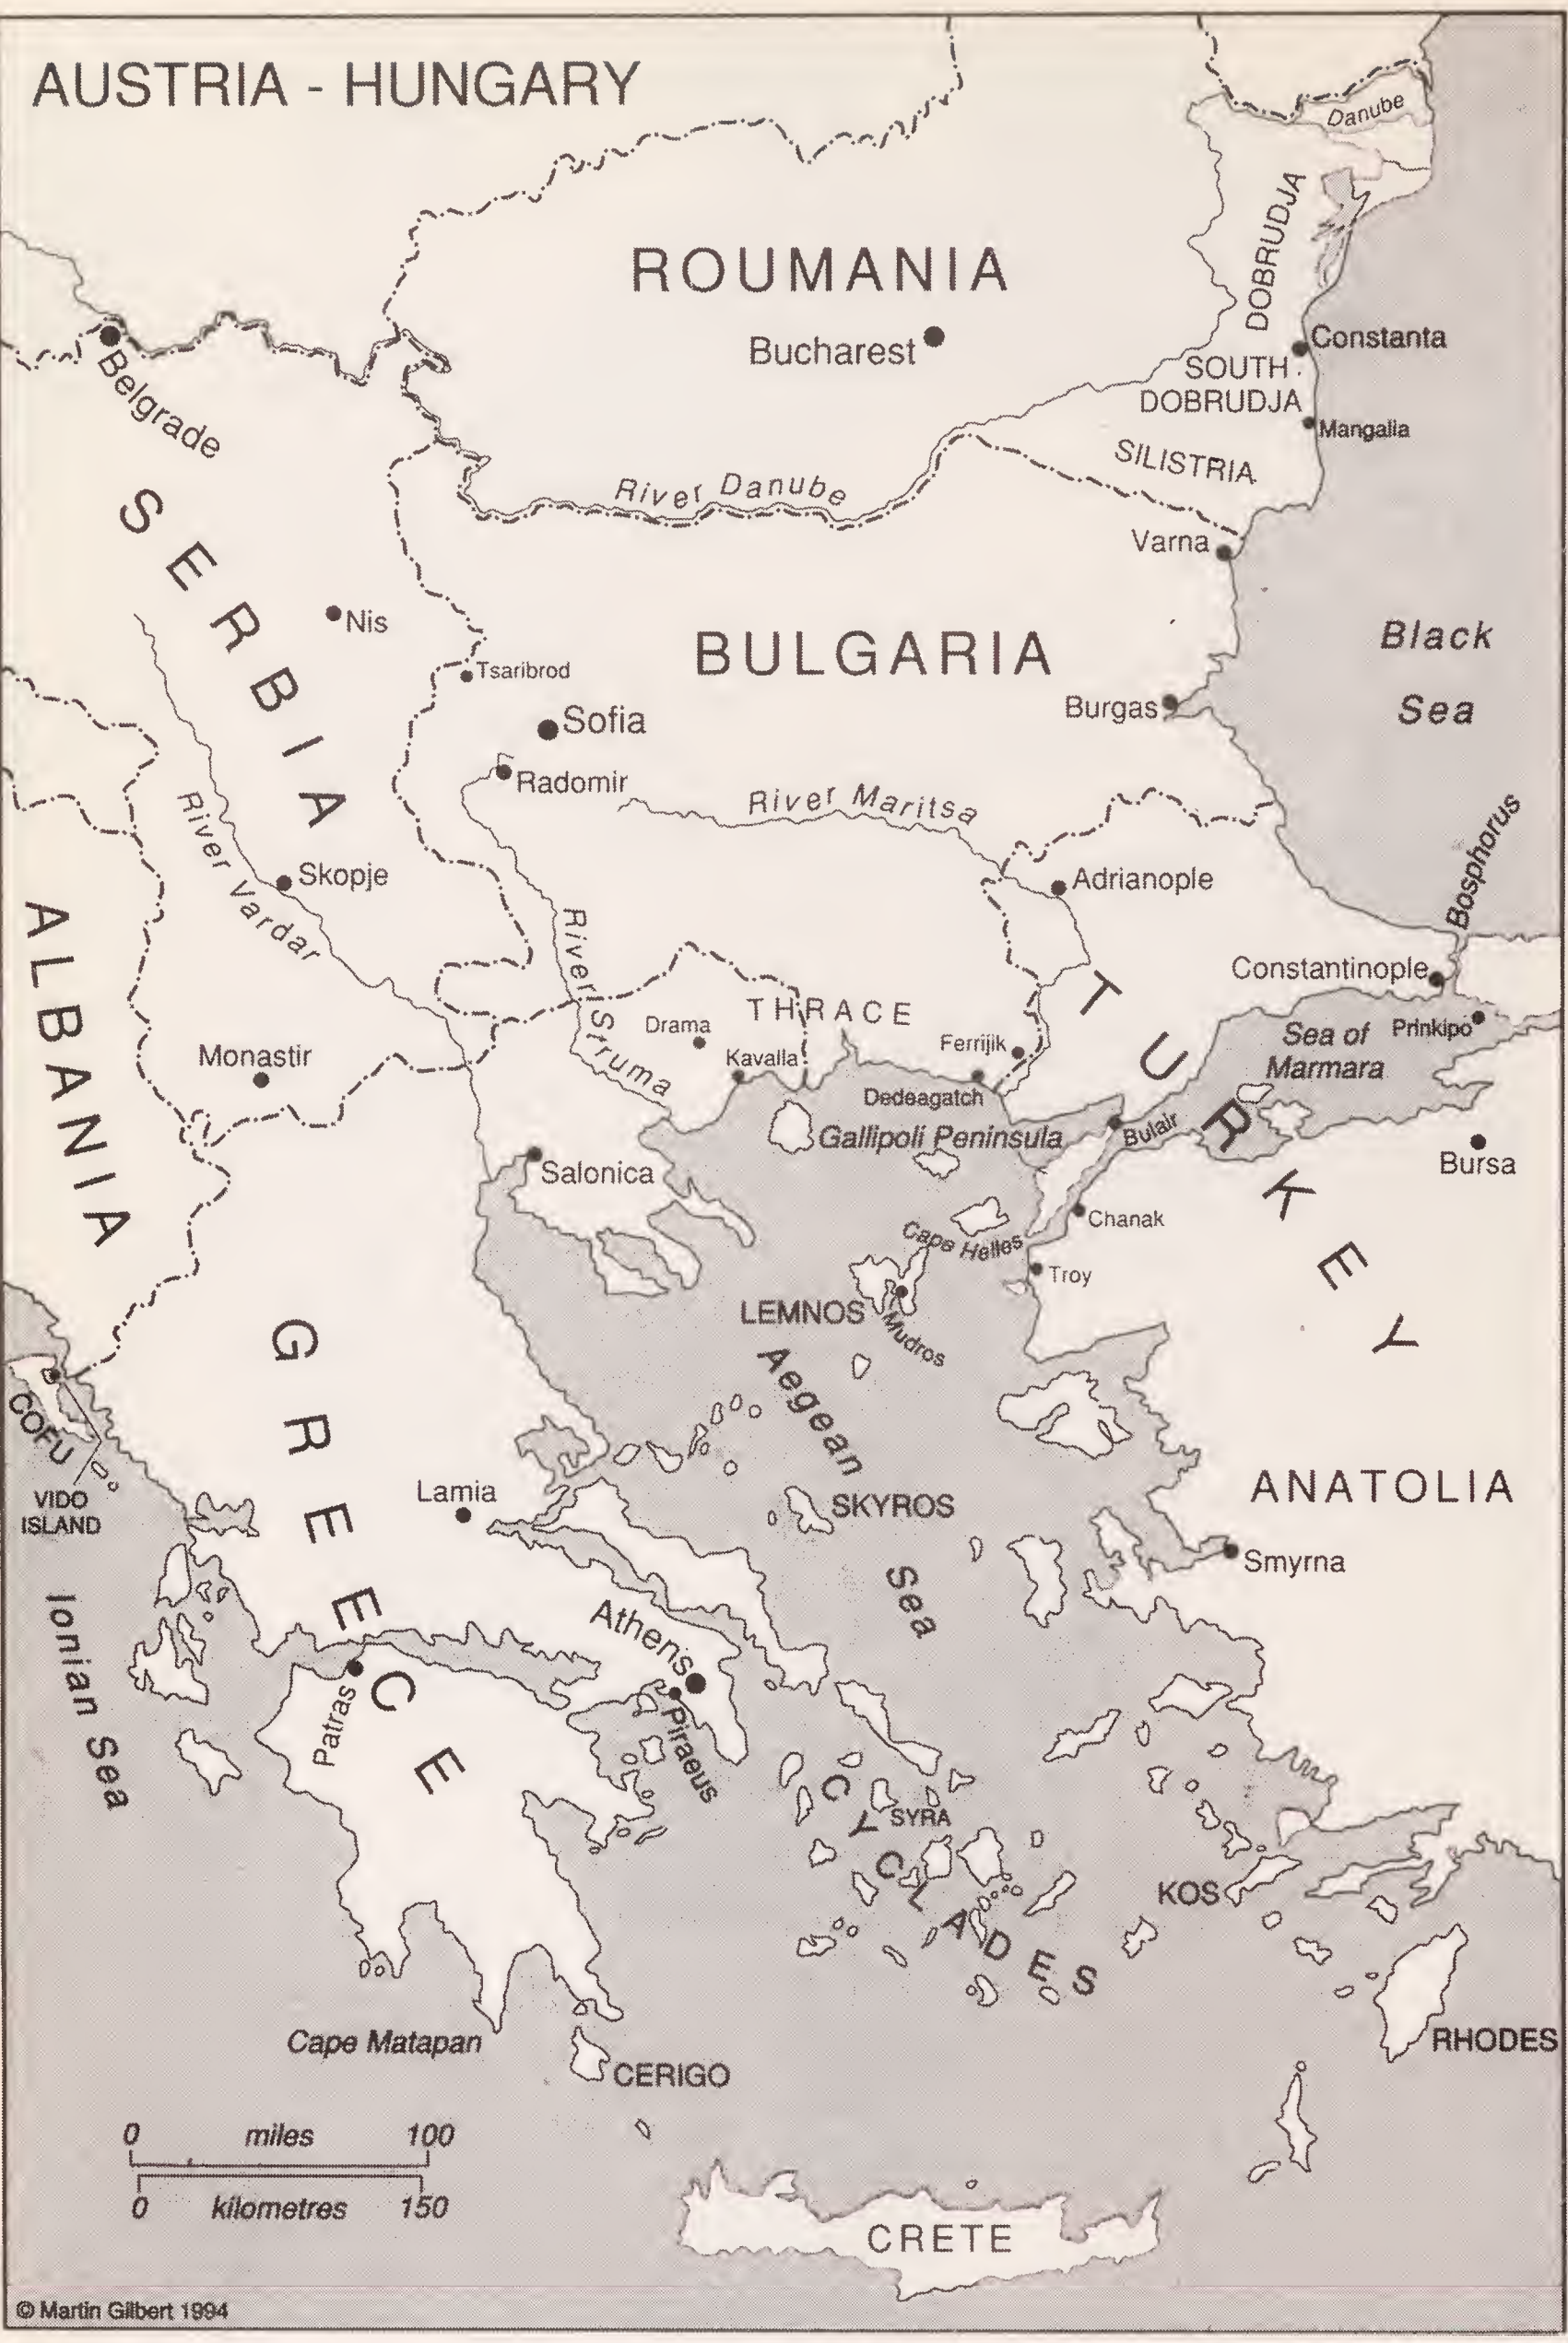 AUSTRIA - HUNGARY
Danube
DOBRUDJA
ROUMANIA
Bucharest
Constanta
SOUTH
DOBRUDJA
Mangalia
Belgrade
SILISTRIA
River Danube
Varna
SERBIA
Nis
BULGARIA
Black
Sea
Tsaribrod
Sofia
Burgas
Radomir
River Maritsa
River Vardar
Skopje
Adrianople
Bosphorus
ALBANIA
River Struma
Constantinople
THRACE
Drama
Kavalla
Ferrijik
Dedeagatch
TURKEY
Sea of
Marmara
Prinkipo
Monastir
Gallipoli Peninsula
Bulair
Bursa
Salonica
Chanak
Cape Helles
Troy
LEMNOS
Mudros
GREECE
Aegean Sea
COFU
VIDO
ISLAND
Lamia
SKYROS
ANATOLIA
Smyrna
Ionian Sea
Athens
Patras
Piraeus
CYCLADES
SYRA
KOS
Cape Matapan
CERIGO
RHODES
0 miles 100
0 kilometres 150
CRETE
© Martin Gilbert 1994